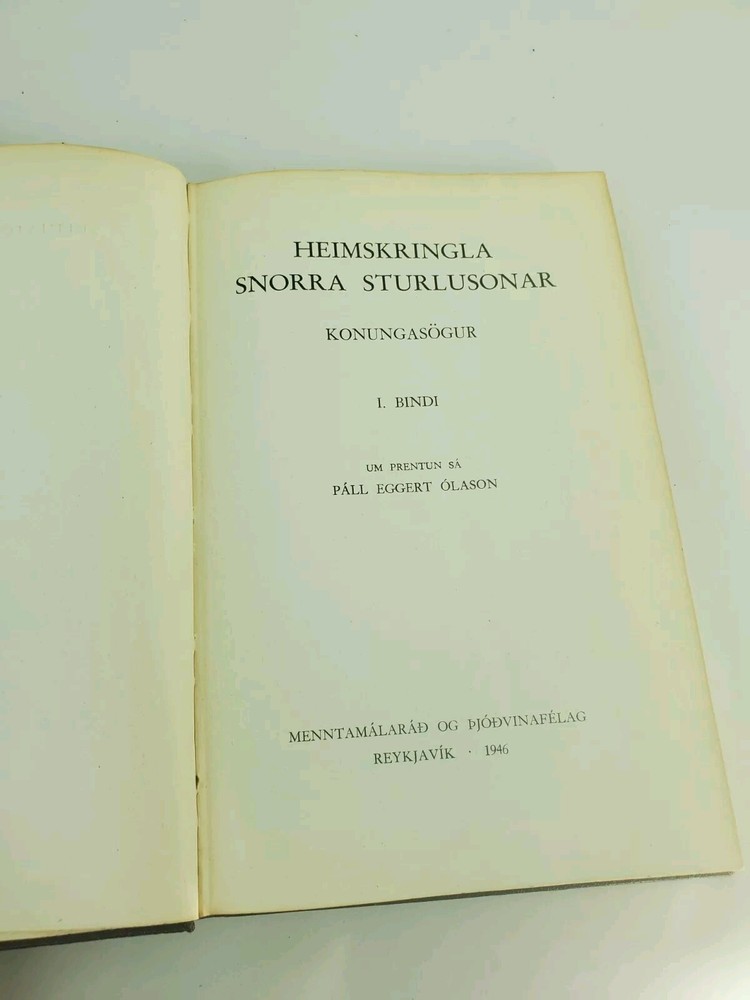 HEIMSKRINGLA
SNORRA STURLUSONAR
KONUNGASÖGUR
I. BINDI
UM PRENTUN SÁ
PÁLL EGGERT ÓLASON
MENNTAMÁLARÁÐ OG ÞJÓÐVINAFÉLAG
REYKJAVÍK · 1946